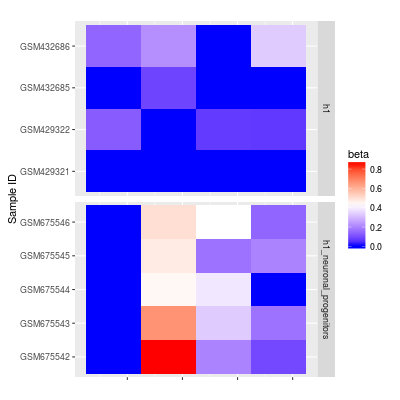 GSM432686
GSM432685
GSM429322
GSM429321
h1
Sample ID
GSM675546
GSM675545
GSM675544
GSM675543
GSM675542
h1_neuronal_progenitors
beta
0.8
0.6
0.4
0.2
0.0